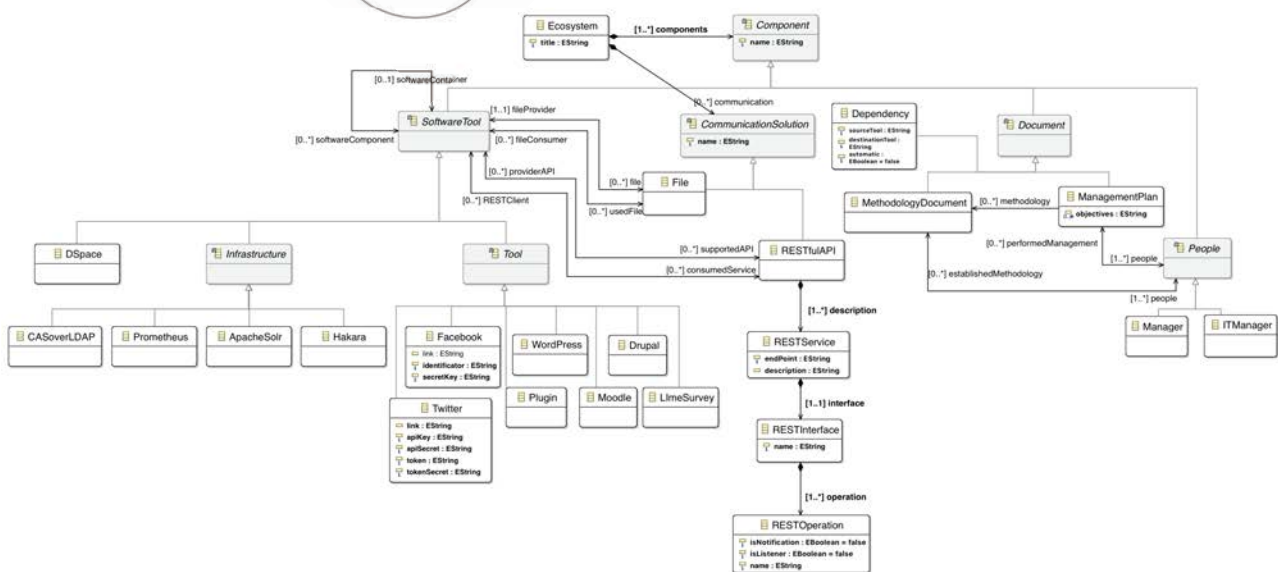 Ecosystem
title : EString
[1..*] components
Component
name : EString
[0..1] softwareContainer
[1..1] fileProvider
[0..*] communication
SoftwareTool
CommunicationSolution
name : EString
Dependency
sourceTool : EString
destinationTool :
EString
automatic :
EBoolean = false
Document
[0..*] softwareComponent
[0..*] fileConsumer
[0..*] providerAPI
[0..*] file
File
[0..*] RESTClient
[0..*] usedFile
MethodologyDocument
[0..*] methodology
ManagementPlan
objectives : EString
[0..*] performedManagement
[1..*] people
People
DSpace
Infrastructure
Tool
[0..*] supportedAPI
RESTfulAPI
[0..*] consumedService
[0..*] establishedMethodology
[1..*] people
[1..*] description
Manager
ITManager
CASoverLDAP
Prometheus
ApacheSolr
Hakara
Facebook
link : EString
identificator : EString
secretKey : EString
WordPress
Drupal
RESTService
endPoint : EString
description : EString
Plugin
Moodle
LImeSurvey
Twitter
link : EString
apiKey : EString
apiSecret : EString
token : EString
tokenSecret : EString
[1..1] interface
RESTInterface
name : EString
[1..*] operation
RESTOperation
isNotification : EBoolean = false
isListener : EBoolean = false
name : EString